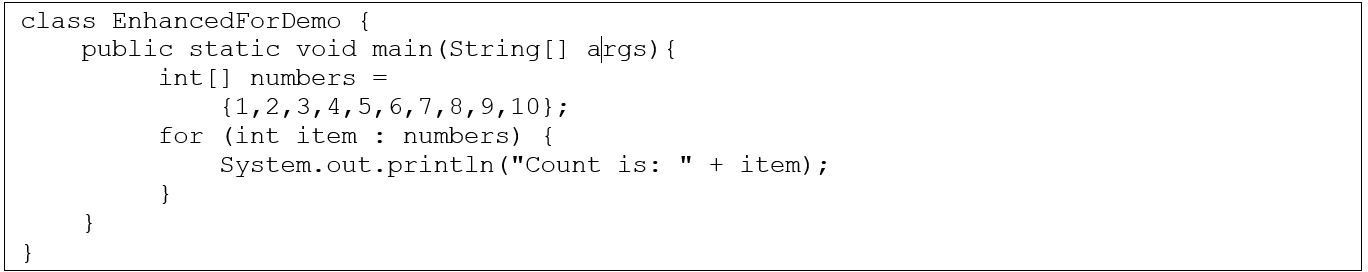 class EnhancedForDemo {
     public static void main(String[] args){
          int[] numbers =
              {1,2,3,4,5,6,7,8,9,10};
          for (int item : numbers) {
              System.out.println("Count is: " + item);
          }
     }
}